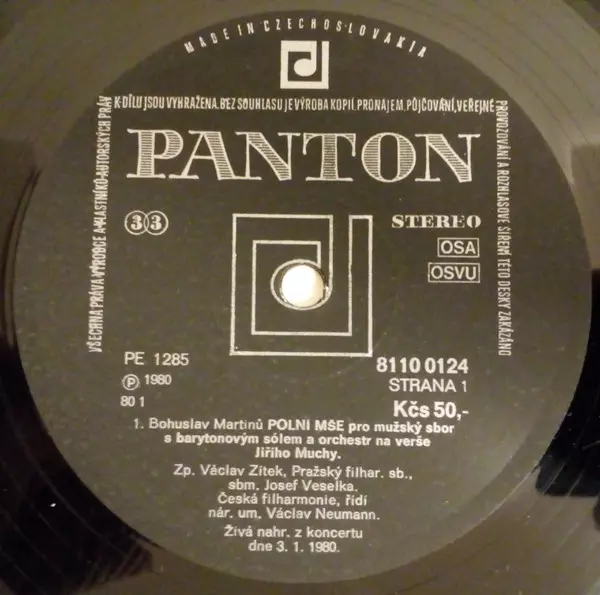 MADE IN CZECHOSLOVAKIA
VŠECHNA PRÁVA VÝROBCE A VLASTNÍKŮ AUTORSKÝCH PRÁV
K DÍLU JSOU VYHRAŽENA. BEZ SOUHLASU JE VÝROBA KOPIÍ, PRONÁJEM, PŮJČOVÁNÍ, VEŘEJNÉ
PROVOZOVÁNÍ A ROZHLASOVÉ ŠÍŘENÍ TÉTO DESKY ZAKÁZÁNO
PANTON
33
STEREO
OSA
OSVU
PE 1285
8110 0124
Ⓟ 1980
STRANA 1
80 1
Kčs 50,-
1. Bohuslav Martinů POLNÍ MŠE pro mužský sbor
s barytonovým sólem a orchestr na verše
Jiřího Muchy.
Zp. Václav Zítek, Pražský filhar. sb.,
sbm. Josef Veselka.
Česká filharmonie, řídí
nár. um. Václav Neumann.
Živá nahr. z koncertu
dne 3. 1. 1980.